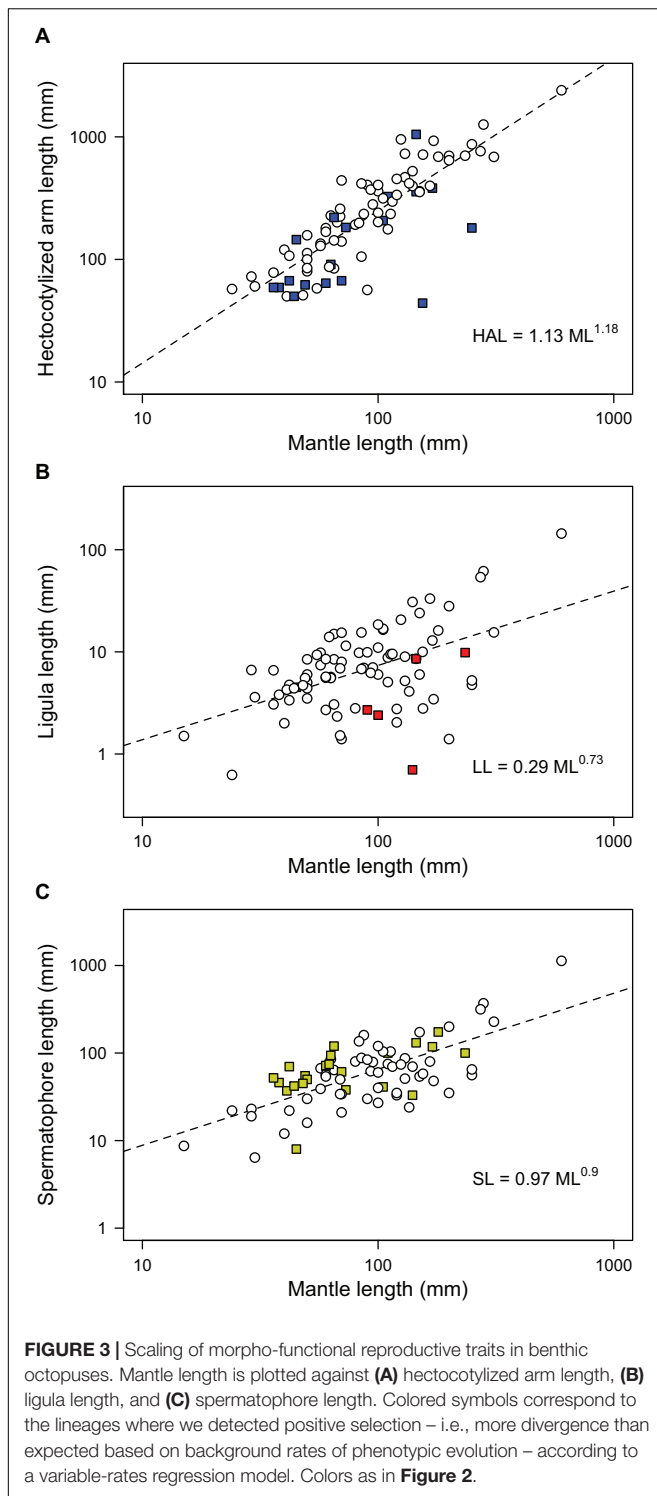 A
Hectocotylized arm length (mm)
1000
100
10
HAL = 1.13 ML^1.18
10 100 1000
Mantle length (mm)
B
Ligula length (mm)
100
10
1
LL = 0.29 ML^0.73
10 100 1000
Mantle length (mm)
C
Spermatophore length (mm)
1000
100
10
1
SL = 0.97 ML^0.9
10 100 1000
Mantle length (mm)
FIGURE 3 | Scaling of morpho-functional reproductive traits in benthic
octopuses. Mantle length is plotted against (A) hectocotylized arm length, (B)
ligula length, and (C) spermatophore length. Colored symbols correspond to
the lineages where we detected positive selection – i.e., more divergence than
expected based on background rates of phenotypic evolution – according to
a variable-rates regression model. Colors as in Figure 2.